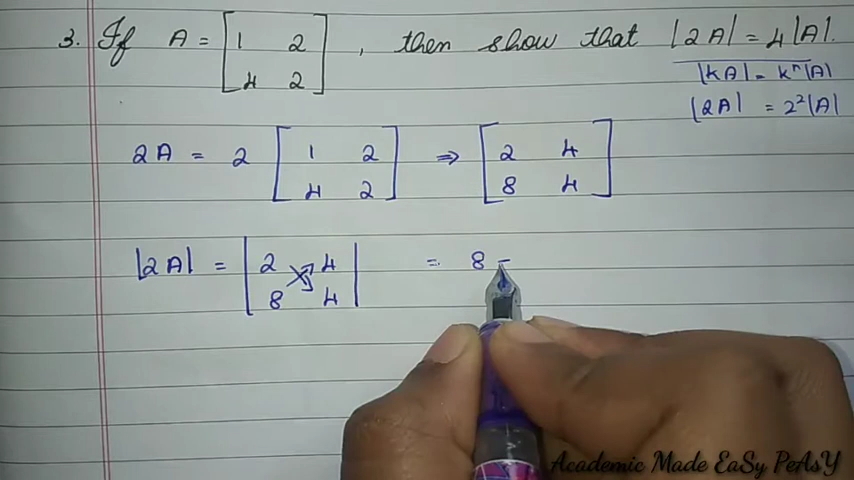 3. If A = [1 2 4 2], then show that |2A| = 4|A|.
|kA| = kⁿ|A|
|2A| = 2²|A|
2A = 2 [1 2 4 2] ⇒ [2 4 8 4]
|2A| = |2 4 8 4| = 8 -
Academic Made EaSy PeAsY